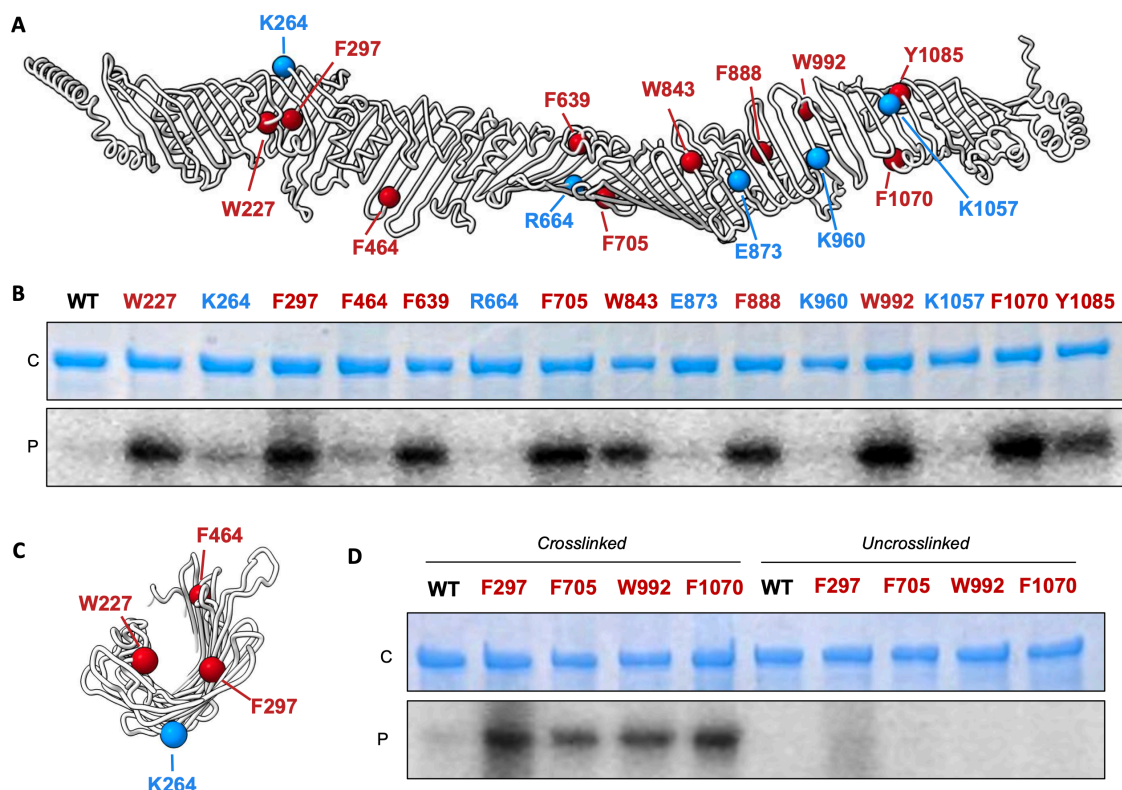 A
K264
F297
W227
F464
F639
R664
F705
W843
E873
F888
K960
W992
Y1085
F1070
K1057
B
WT W227 K264 F297 F464 F639 R664 F705 W843 E873 F888 K960 W992 K1057 F1070 Y1085
C
P
C
F464
W227
F297
K264
D
Crosslinked Uncrosslinked
WT F297 F705 W992 F1070 WT F297 F705 W992 F1070
C
P